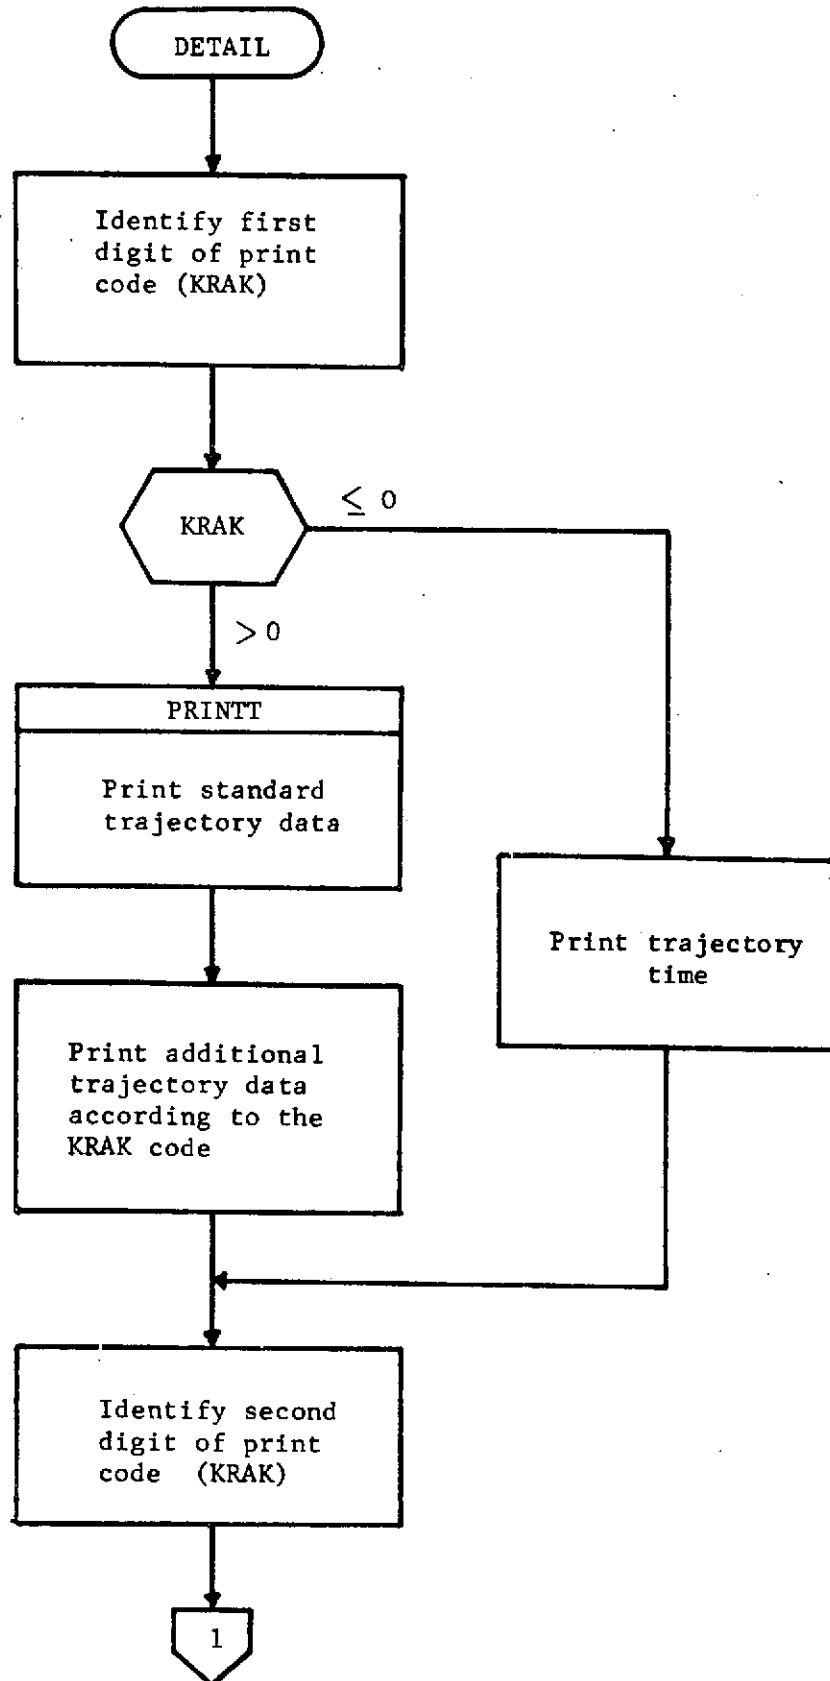 DETAIL
Identify first
digit of print
code (KRAK)
KRAK
≤ 0
> 0
PRINTT
Print standard
trajectory data
Print trajectory
time
Print additional
trajectory data
according to the
KRAK code
Identify second
digit of print
code (KRAK)
1